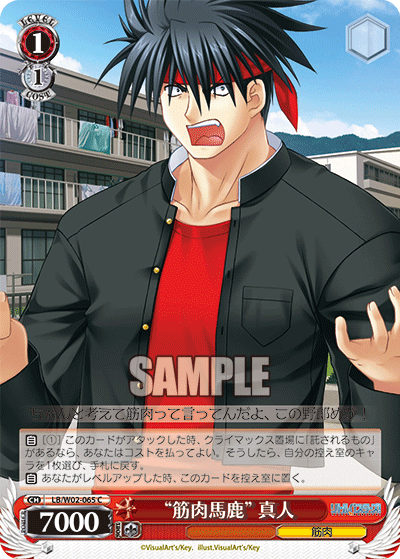 LEVEL
1
1
COST
SAMPLE
ちゃんと考えて筋肉って言ってんだよ、この野郎めが!
自 [①] このカードがアタックした時、クライマックス置場に「託されるもの」
があるなら、あなたはコストを払ってよい。そうしたら、自分の控え室のキャ
ラを1枚選び、手札に戻す。
自 あなたがレベルアップした時、このカードを控え室に置く。
CH LB/W02-065 C
7000
“筋肉馬鹿” 真人
筋肉
©VisualArt's/Key, illust.VisualArt's/Key